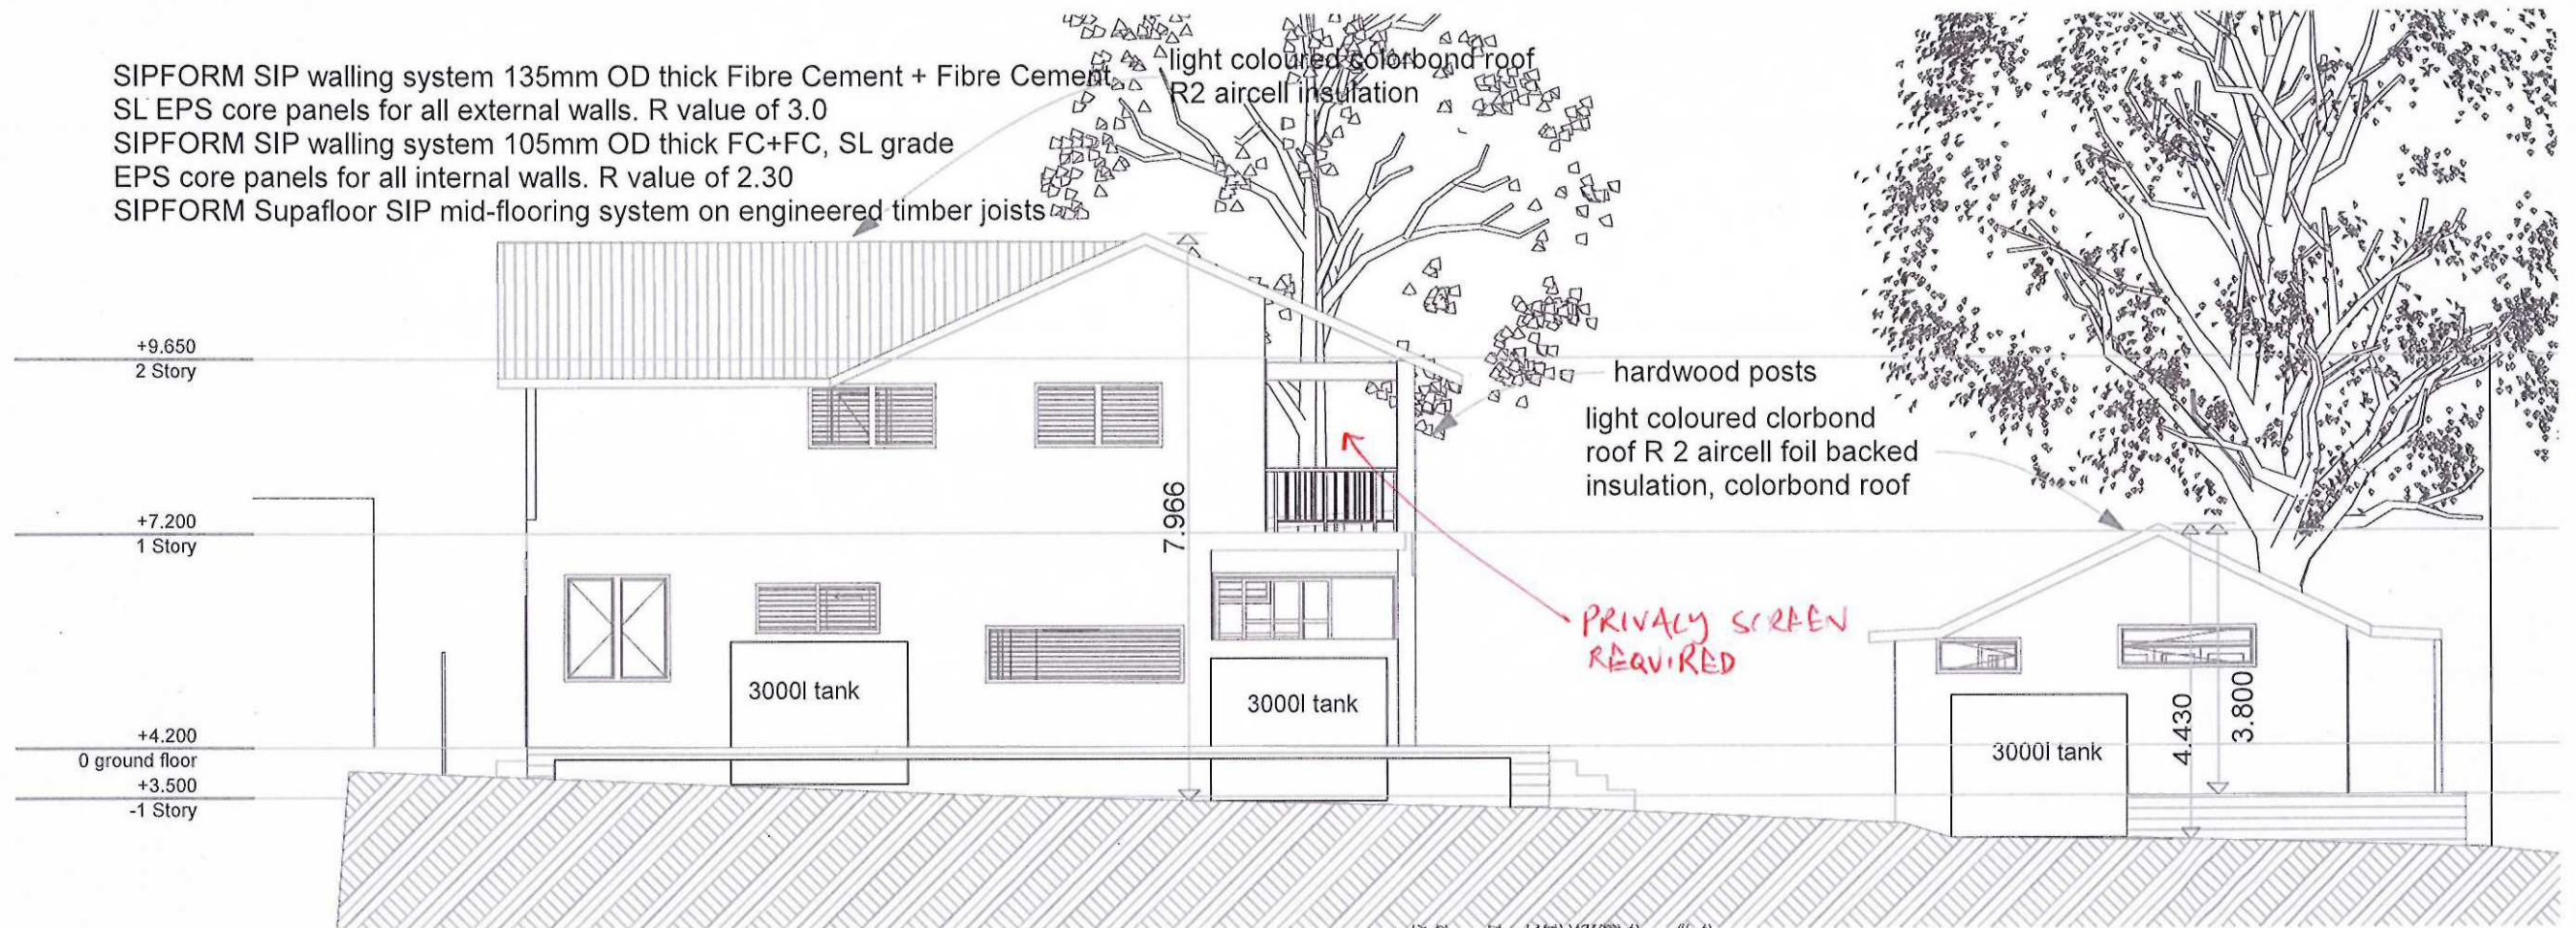 SIPFORM SIP walling system 135mm OD thick Fibre Cement + Fibre Cement
SL EPS core panels for all external walls. R value of 3.0
SIPFORM SIP walling system 105mm OD thick FC+FC, SL grade
EPS core panels for all internal walls. R value of 2.30
SIPFORM Supafloor SIP mid-flooring system on engineered timber joists
light coloured colorbond roof
R2 aircell insulation
+9.650
2 Story
hardwood posts
light coloured clorbond
roof R 2 aircell foil backed
insulation, colorbond roof
+7.200
1 Story
7.966
PRIVACY SCREEN
REQUIRED
3000l tank
3000l tank
3000l tank
4.430
3.800
+4.200
0 ground floor
+3.500
-1 Story